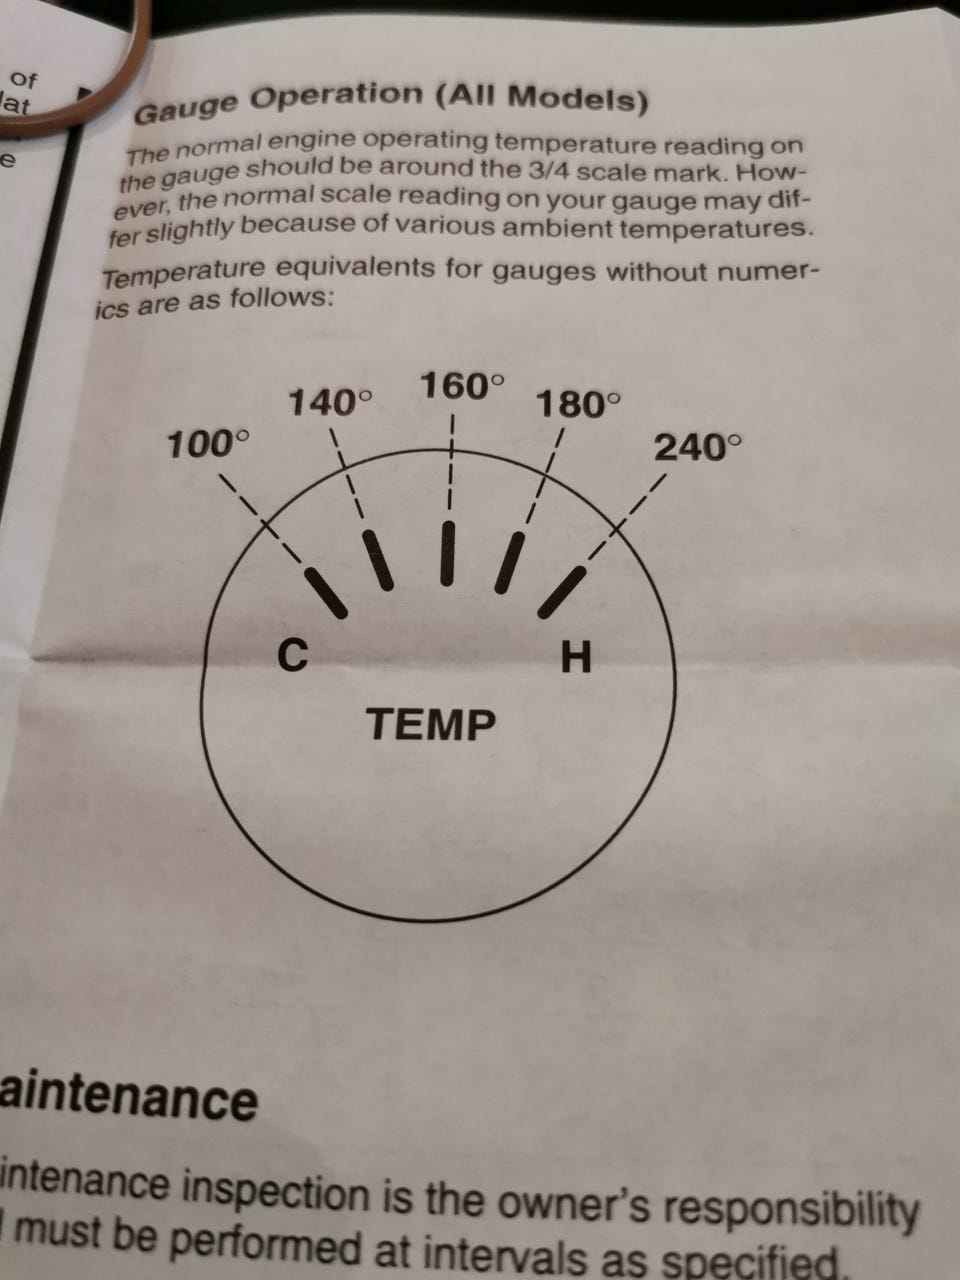 of
lat
e
Gauge Operation (All Models)
The normal engine operating temperature reading on
the gauge should be around the 3/4 scale mark. How-
ever, the normal scale reading on your gauge may dif-
fer slightly because of various ambient temperatures.
Temperature equivalents for gauges without numer-
ics are as follows:
100° 140° 160° 180° 240°
C H
TEMP
aintenance
intenance inspection is the owner's responsibility
must be performed at intervals as specified.